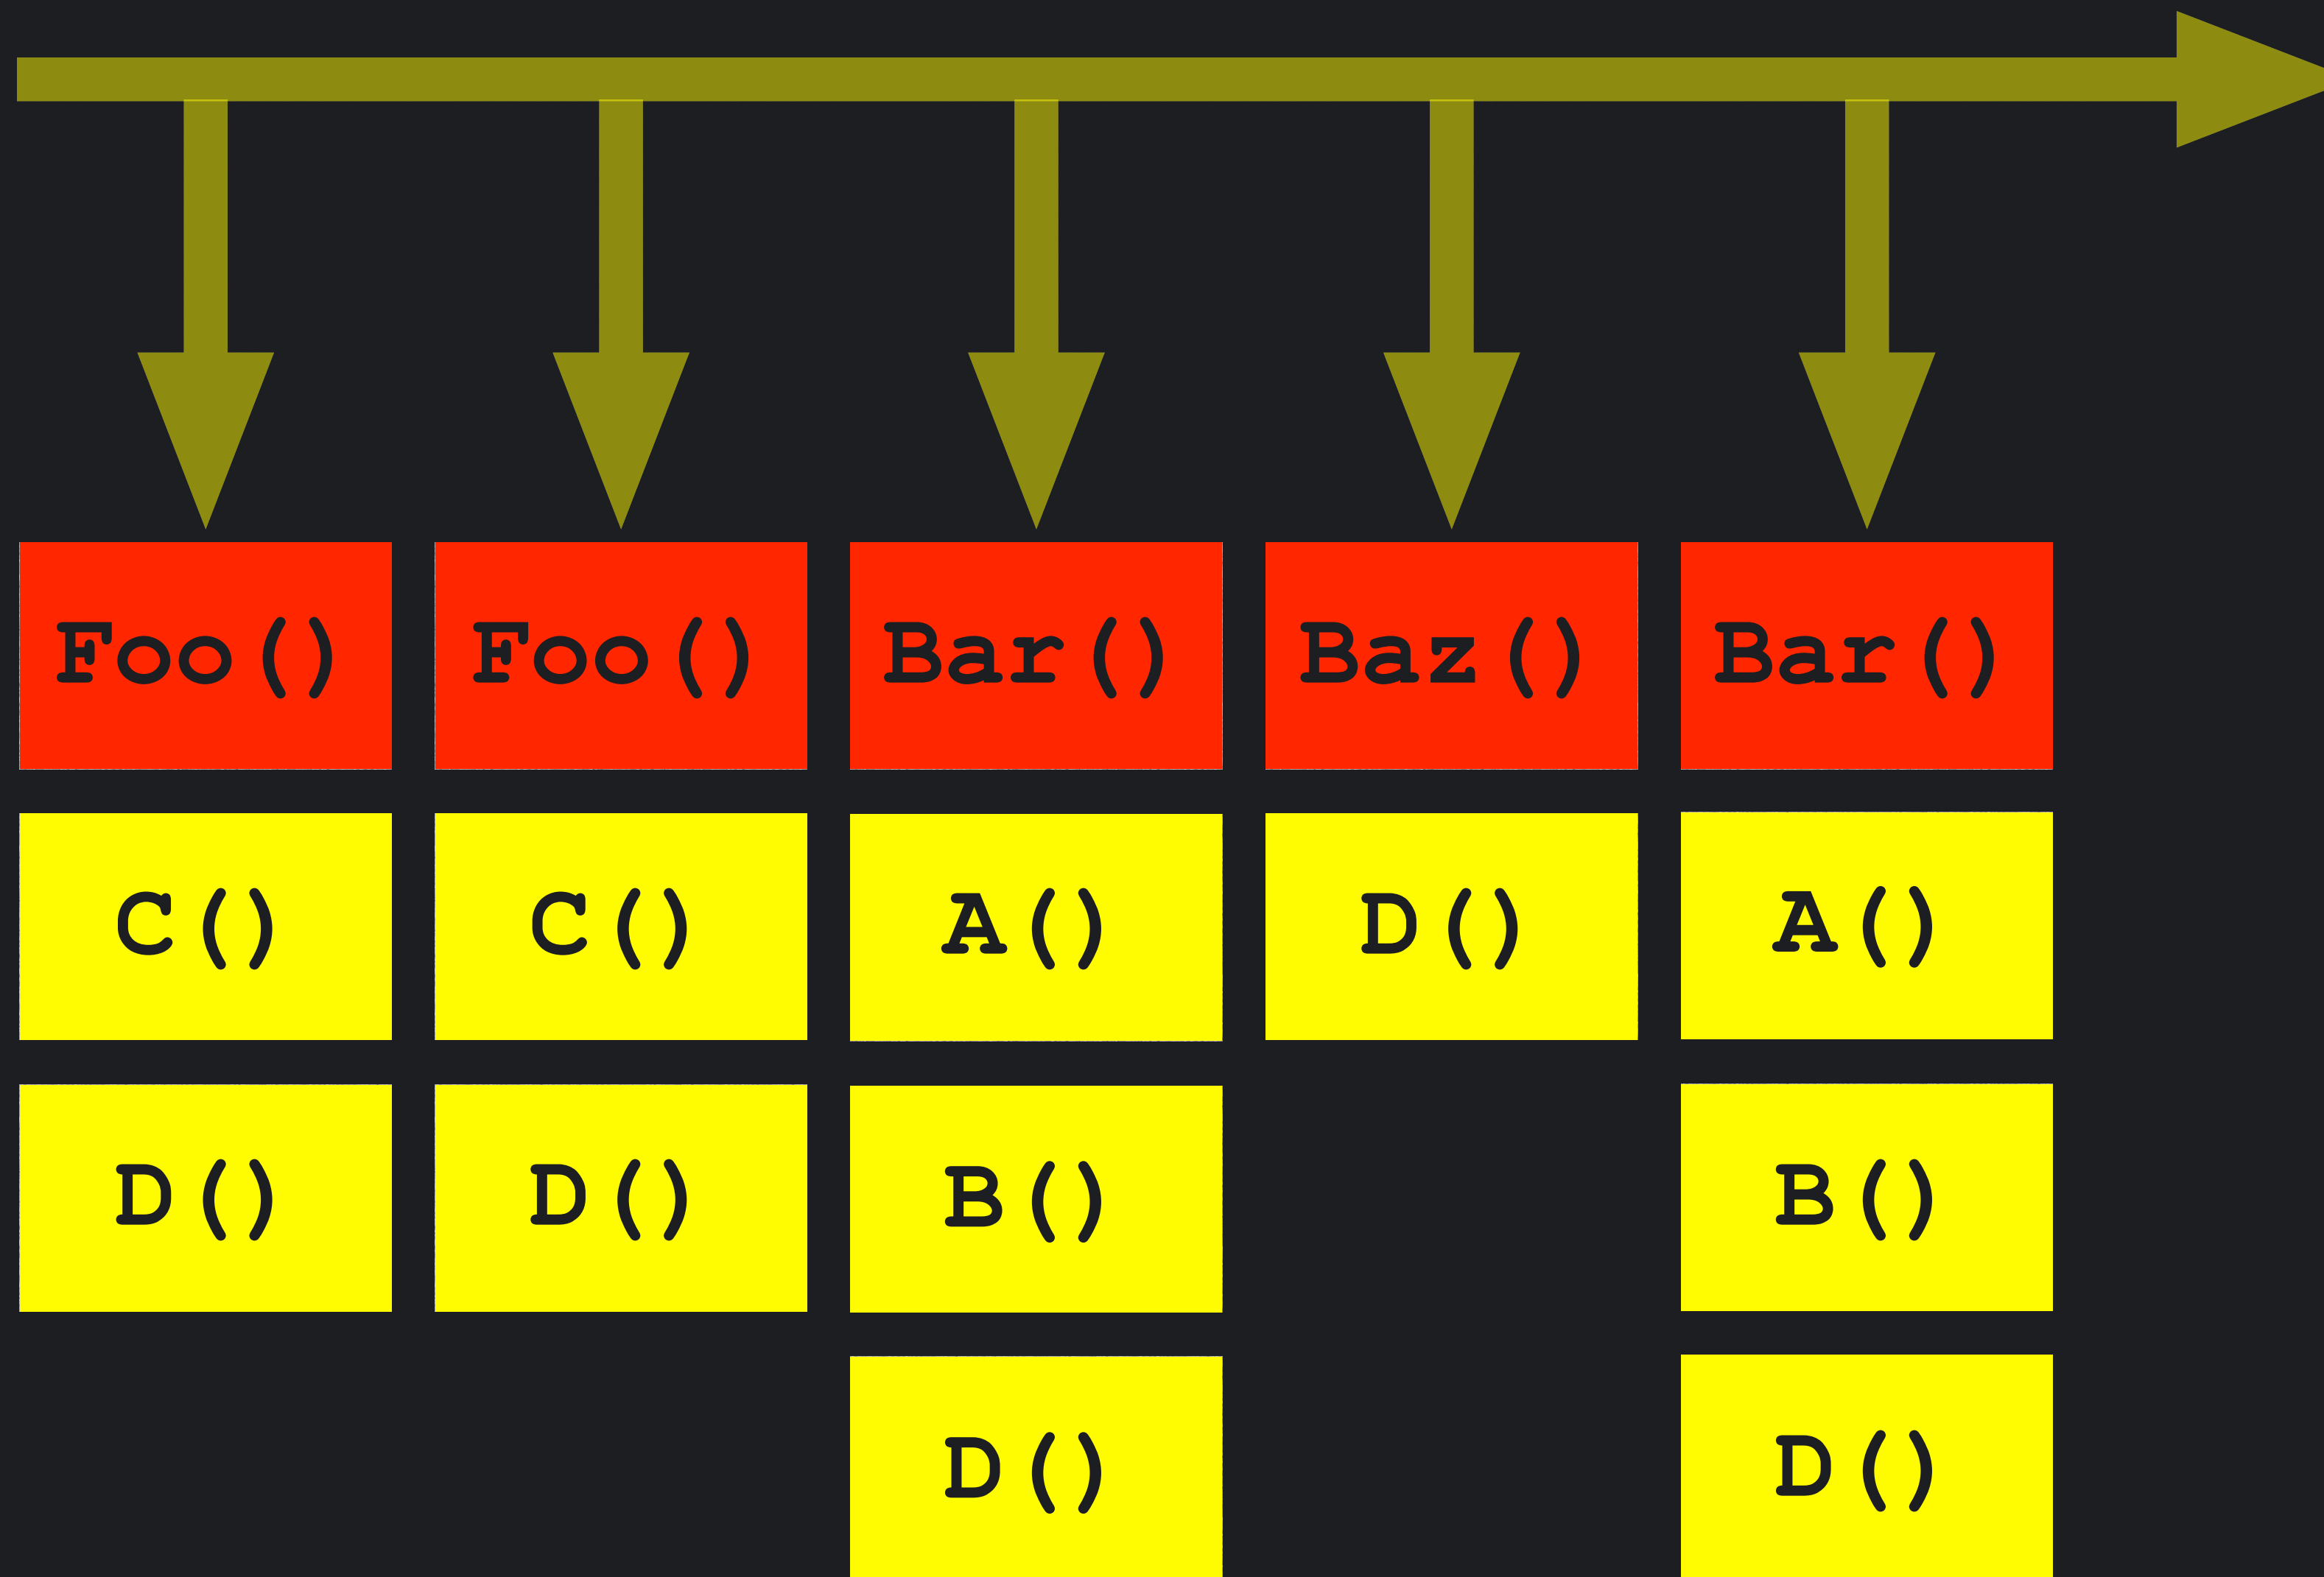 Foo() Foo() Bar() Baz() Bar()
C() C() A() D() A()
D() D() B() B()
D() D()